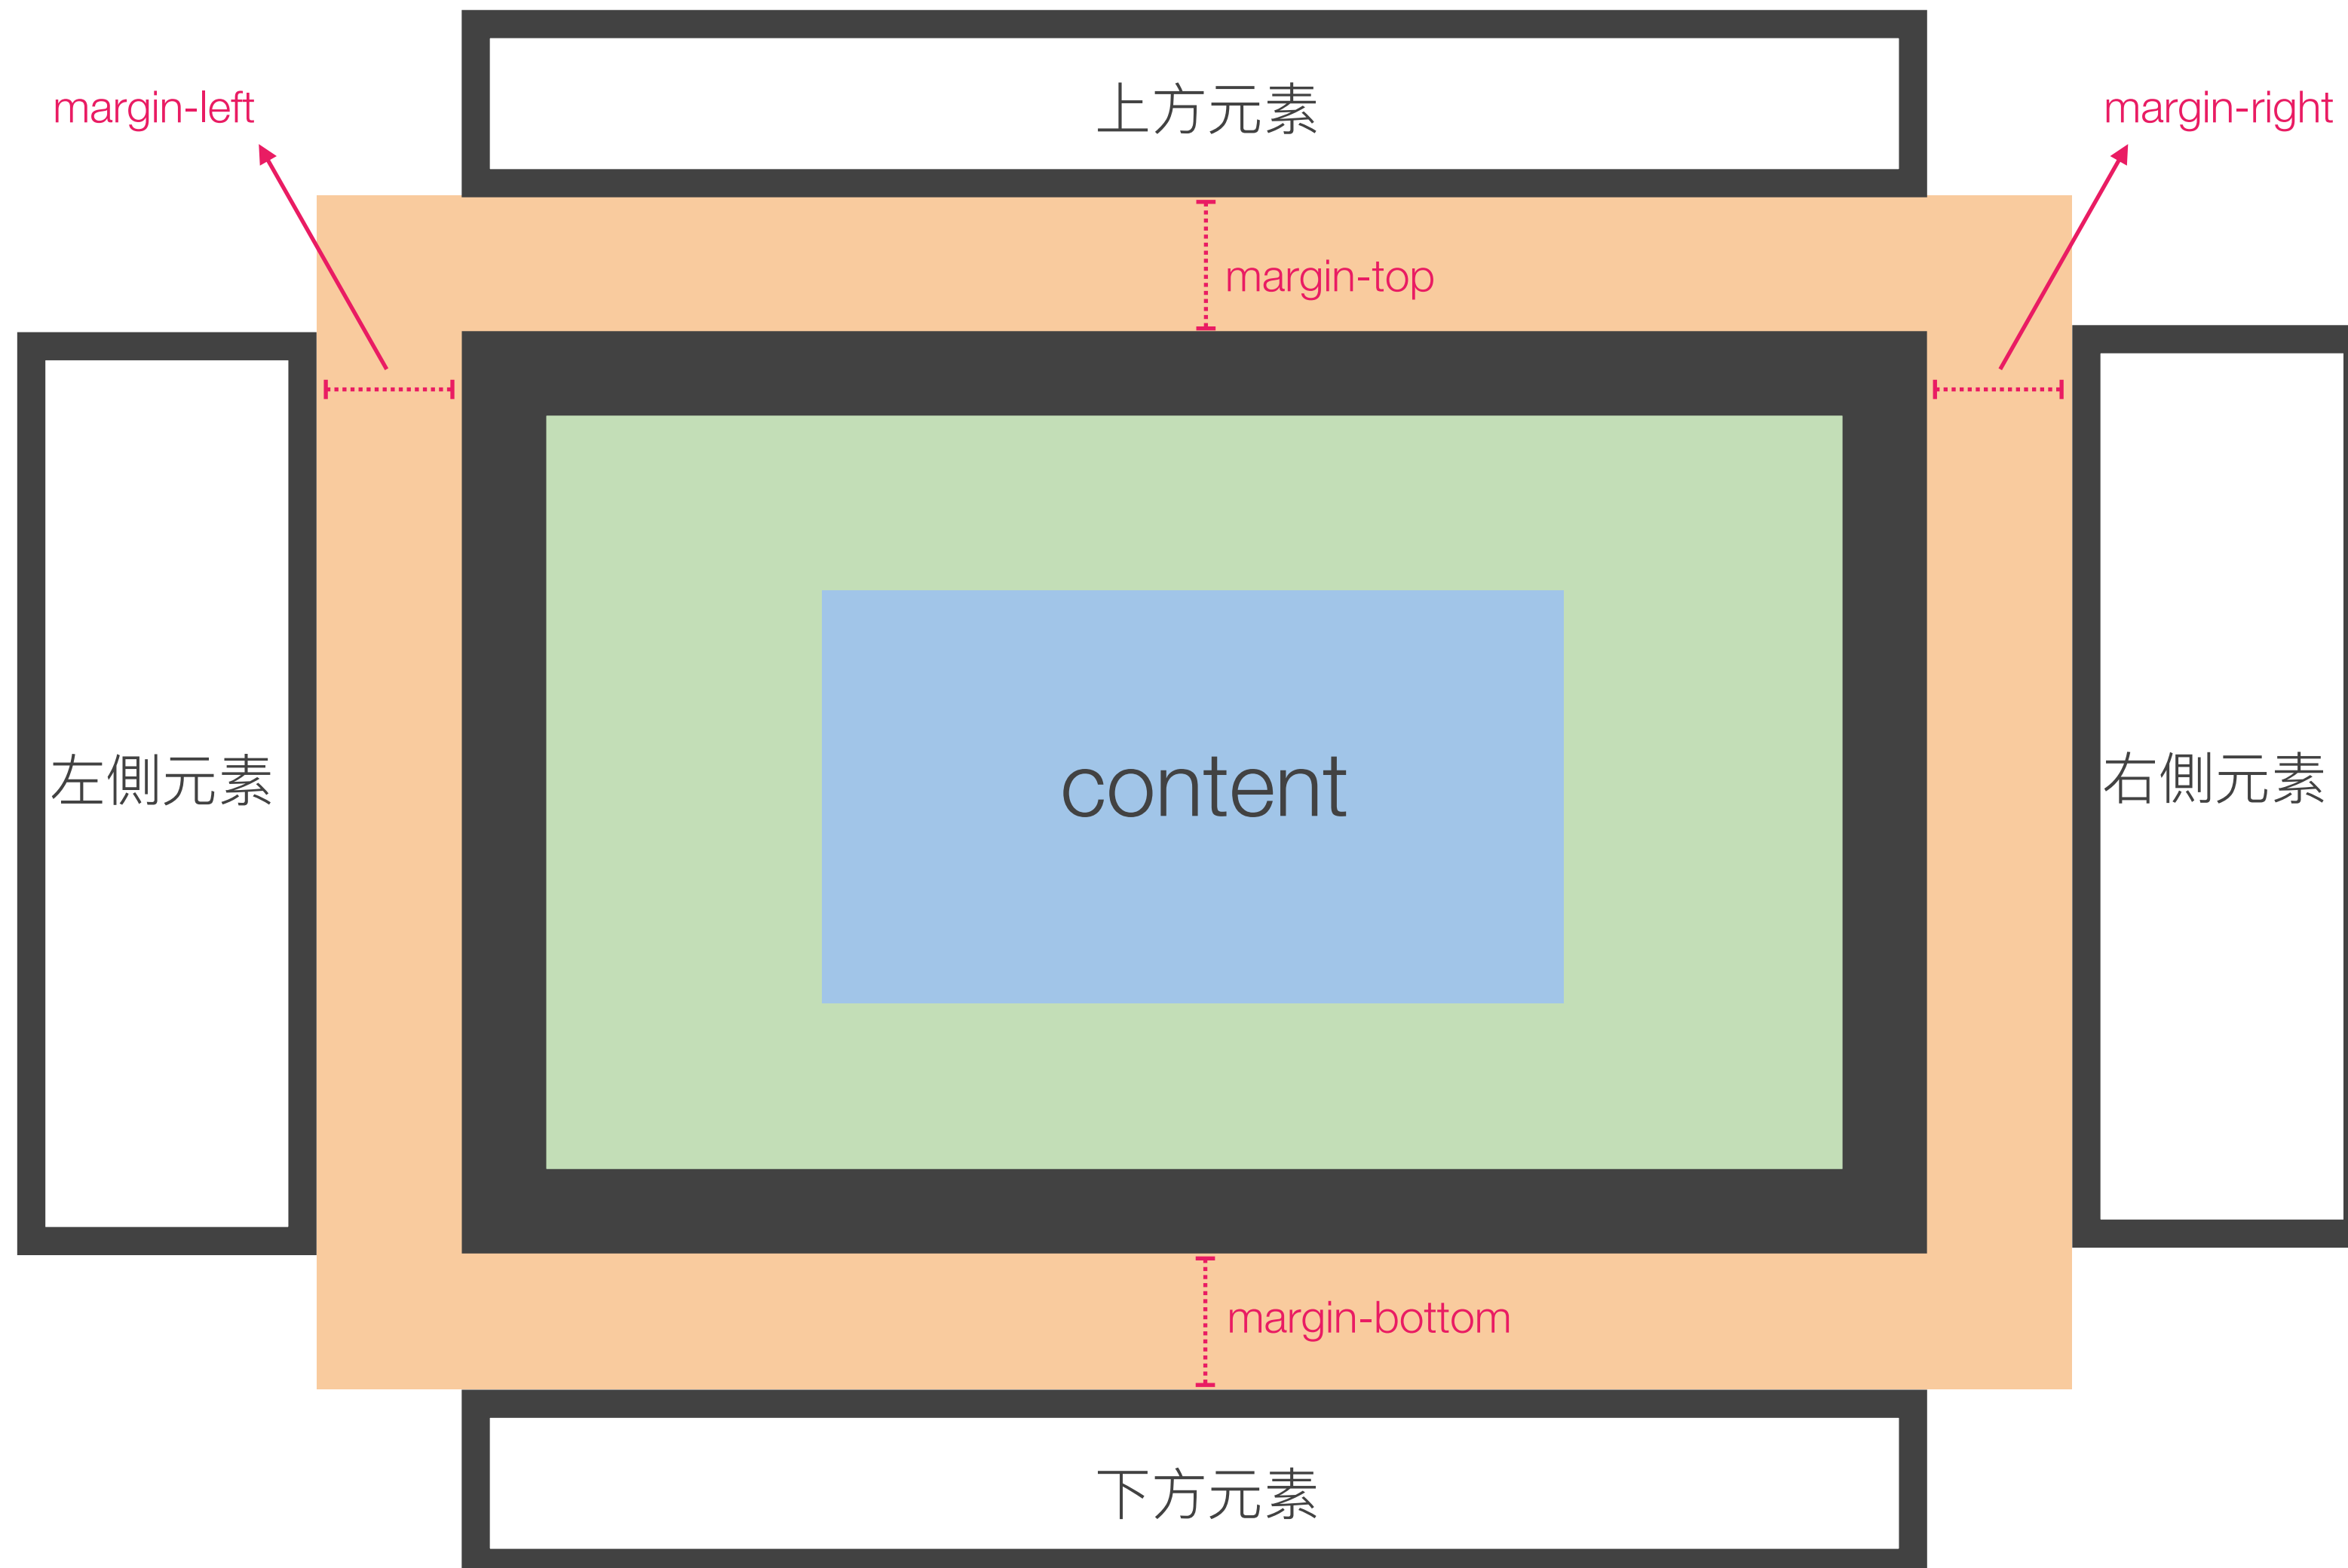 上方元素
margin-left
margin-right
margin-top
左側元素
content
右側元素
margin-bottom
下方元素